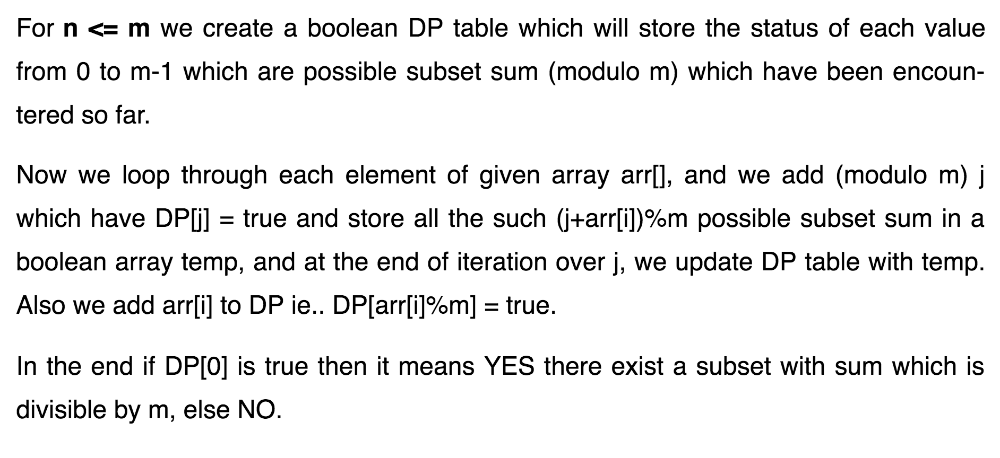 For n <= m we create a boolean DP table which will store the status of each value
from 0 to m-1 which are possible subset sum (modulo m) which have been encoun-
tered so far.
Now we loop through each element of given array arr[], and we add (modulo m) j
which have DP[j] = true and store all the such (j+arr[i])%m possible subset sum in a
boolean array temp, and at the end of iteration over j, we update DP table with temp.
Also we add arr[i] to DP ie.. DP[arr[i]%m] = true.
In the end if DP[0] is true then it means YES there exist a subset with sum which is
divisible by m, else NO.